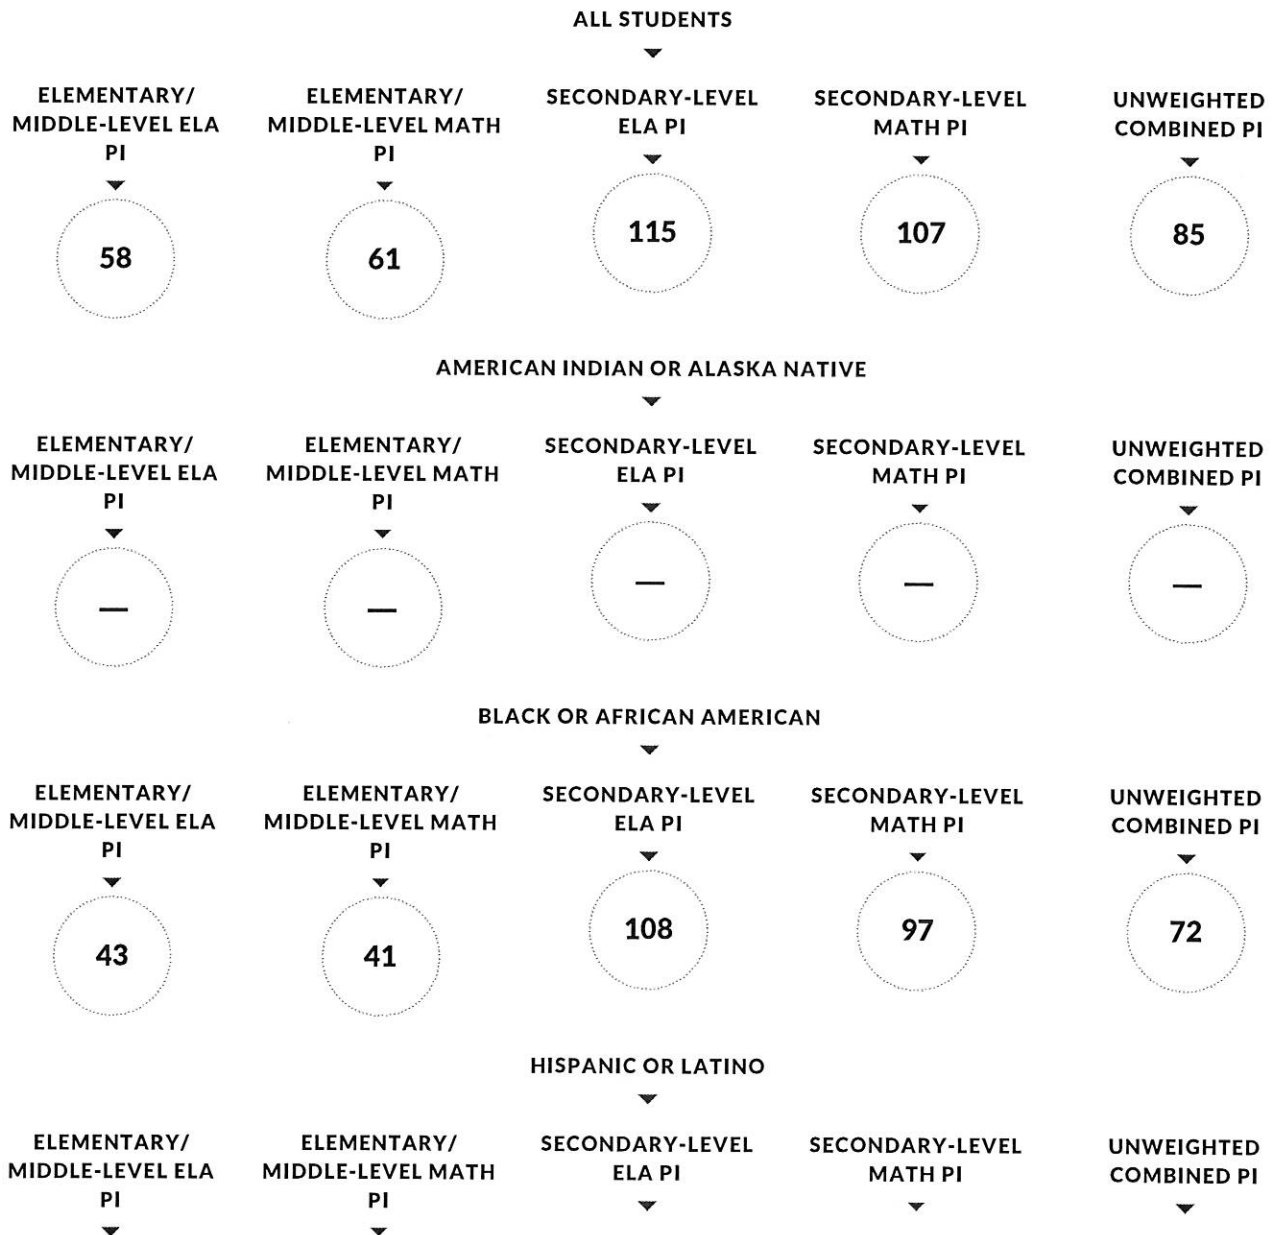 ALL STUDENTS
ELEMENTARY/
MIDDLE-LEVEL ELA
PI
58
ELEMENTARY/
MIDDLE-LEVEL MATH
PI
61
SECONDARY-LEVEL
ELA PI
115
SECONDARY-LEVEL
MATH PI
107
UNWEIGHTED
COMBINED PI
85
AMERICAN INDIAN OR ALASKA NATIVE
ELEMENTARY/
MIDDLE-LEVEL ELA
PI
—
ELEMENTARY/
MIDDLE-LEVEL MATH
PI
—
SECONDARY-LEVEL
ELA PI
—
SECONDARY-LEVEL
MATH PI
—
UNWEIGHTED
COMBINED PI
—
BLACK OR AFRICAN AMERICAN
ELEMENTARY/
MIDDLE-LEVEL ELA
PI
43
ELEMENTARY/
MIDDLE-LEVEL MATH
PI
41
SECONDARY-LEVEL
ELA PI
108
SECONDARY-LEVEL
MATH PI
97
UNWEIGHTED
COMBINED PI
72
HISPANIC OR LATINO
ELEMENTARY/
MIDDLE-LEVEL ELA
PI
ELEMENTARY/
MIDDLE-LEVEL MATH
PI
SECONDARY-LEVEL
ELA PI
SECONDARY-LEVEL
MATH PI
UNWEIGHTED
COMBINED PI